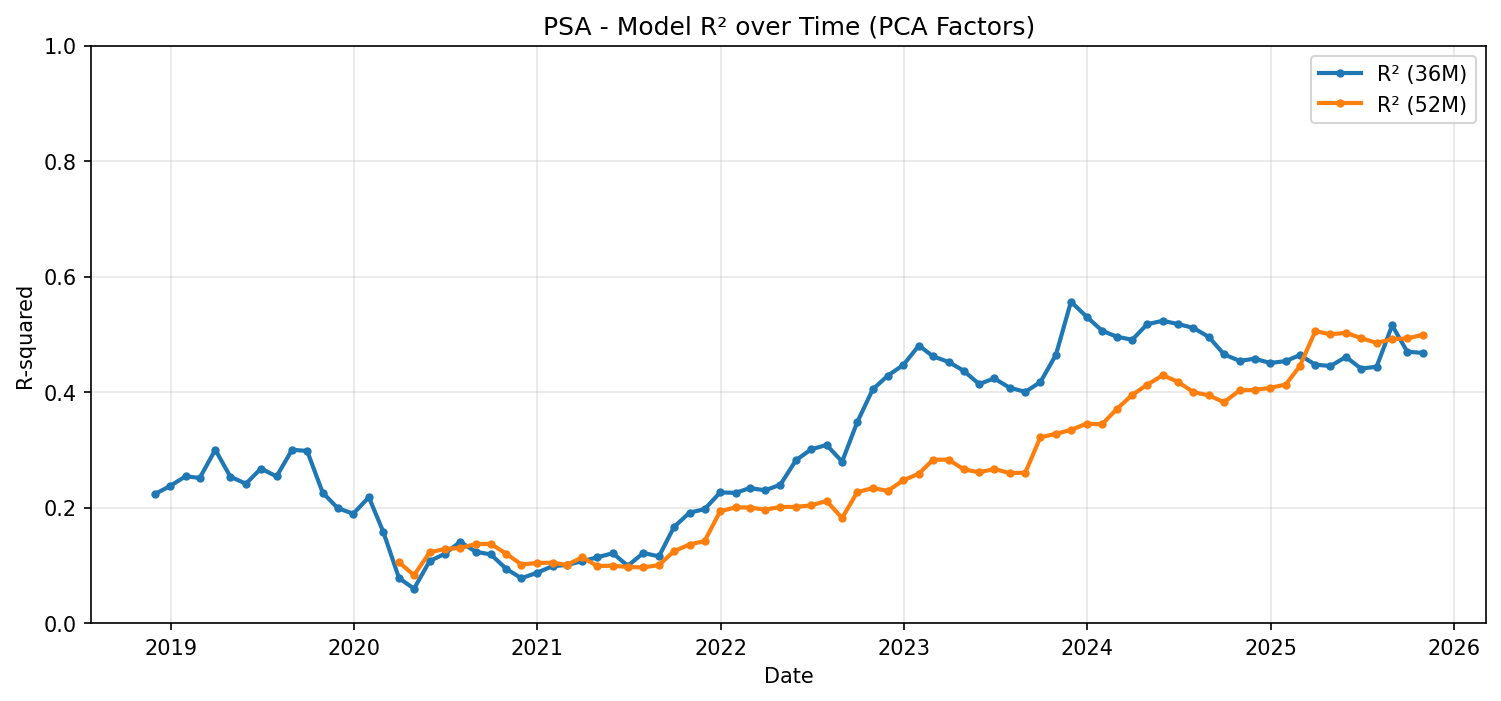 PSA - Model R² over Time (PCA Factors)
R² (36M)
R² (52M)
R-squared
1.0
0.8
0.6
0.4
0.2
0.0
2019 2020 2021 2022 2023 2024 2025 2026
Date